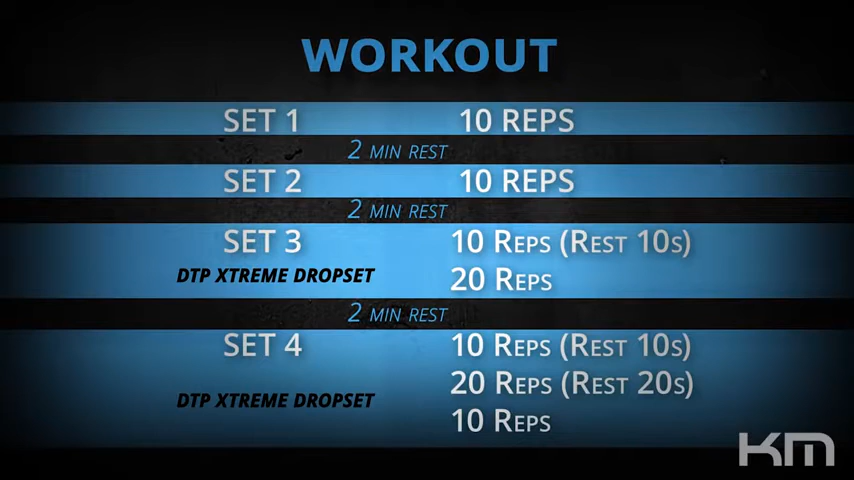 WORKOUT
SET 1 10 REPS
2 MIN REST
SET 2 10 REPS
2 MIN REST
SET 3 10 REPS (REST 10S)
DTP XTREME DROPSET 20 REPS
2 MIN REST
SET 4 10 REPS (REST 10S)
20 REPS (REST 20S)
DTP XTREME DROPSET
10 REPS
KM